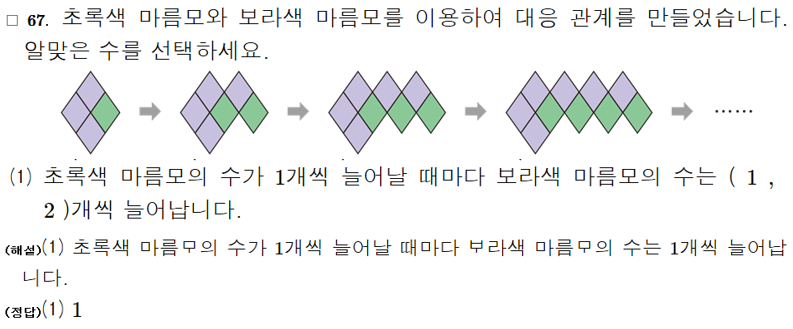 □ 67. 초록색 마름모와 보라색 마름모를 이용하여 대응 관계를 만들었습니다.
알맞은 수를 선택하세요.
……
(1) 초록색 마름모의 수가 1개씩 늘어날 때마다 보라색 마름모의 수는 ( 1 ,
2 )개씩 늘어납니다.
(해설)(1) 초록색 마름모의 수가 1개씩 늘어날 때마다 보라색 마름모의 수는 1개씩 늘어납
니다.
(정답)(1) 1